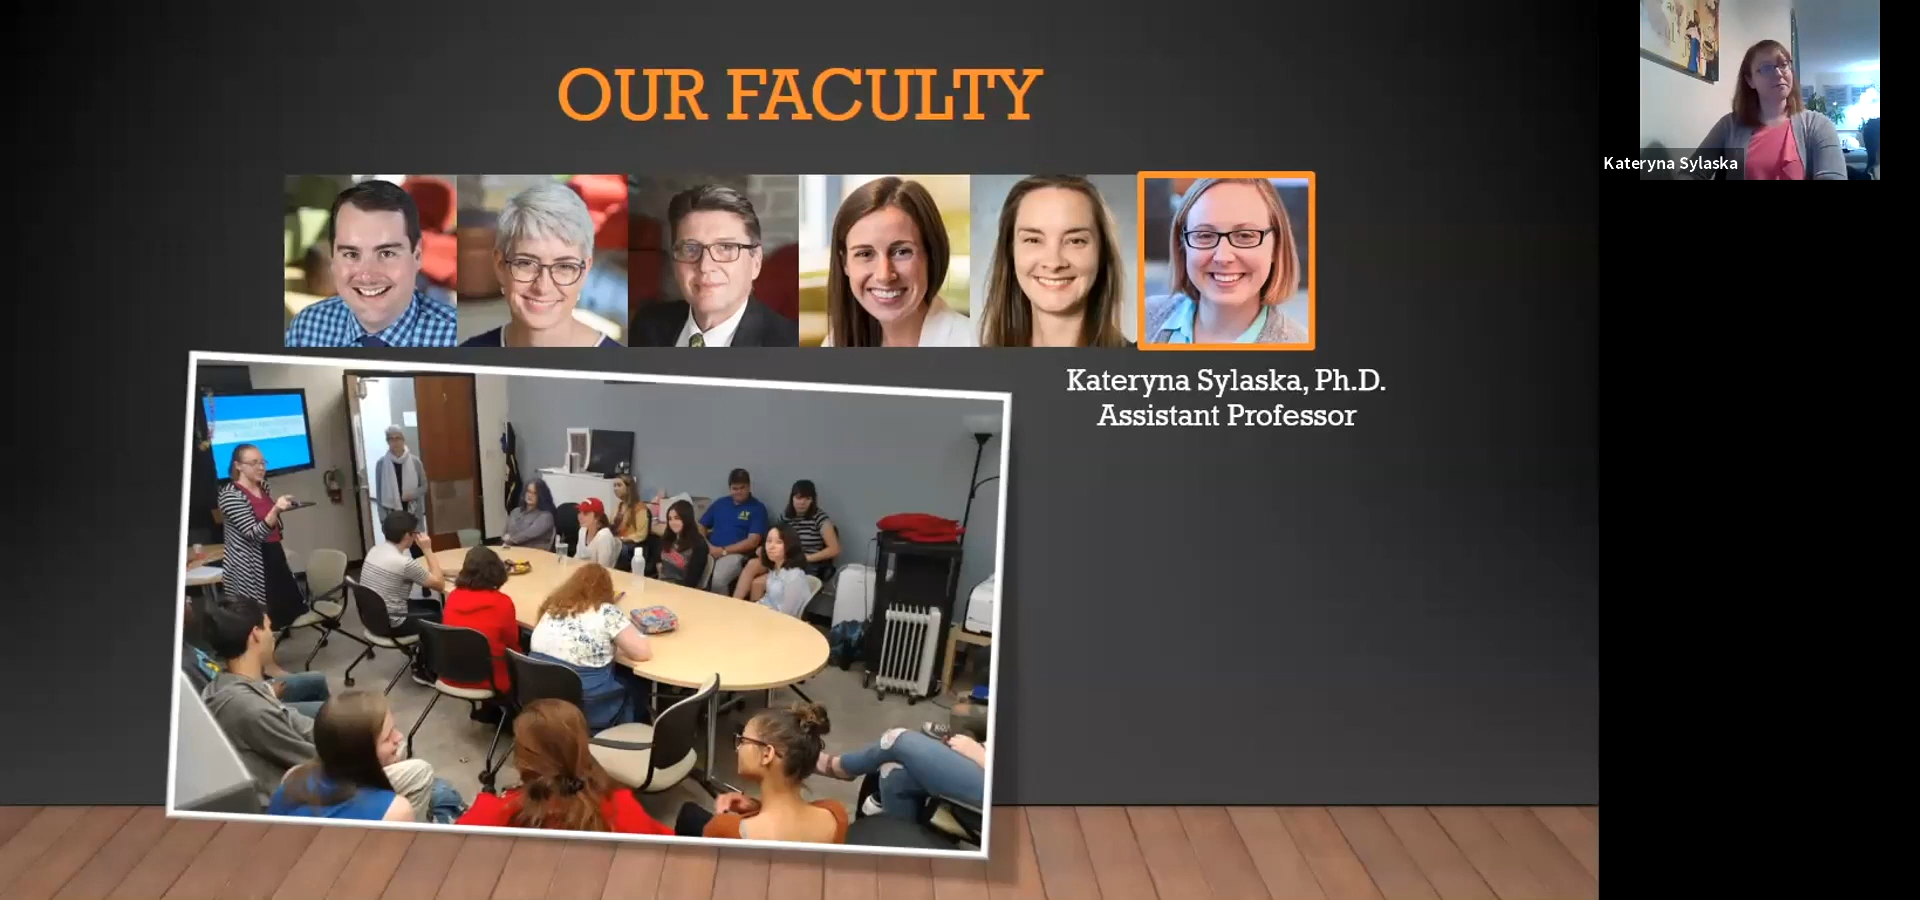 OUR FACULTY
Kateryna Sylaska
Kateryna Sylaska, Ph.D.
Assistant Professor